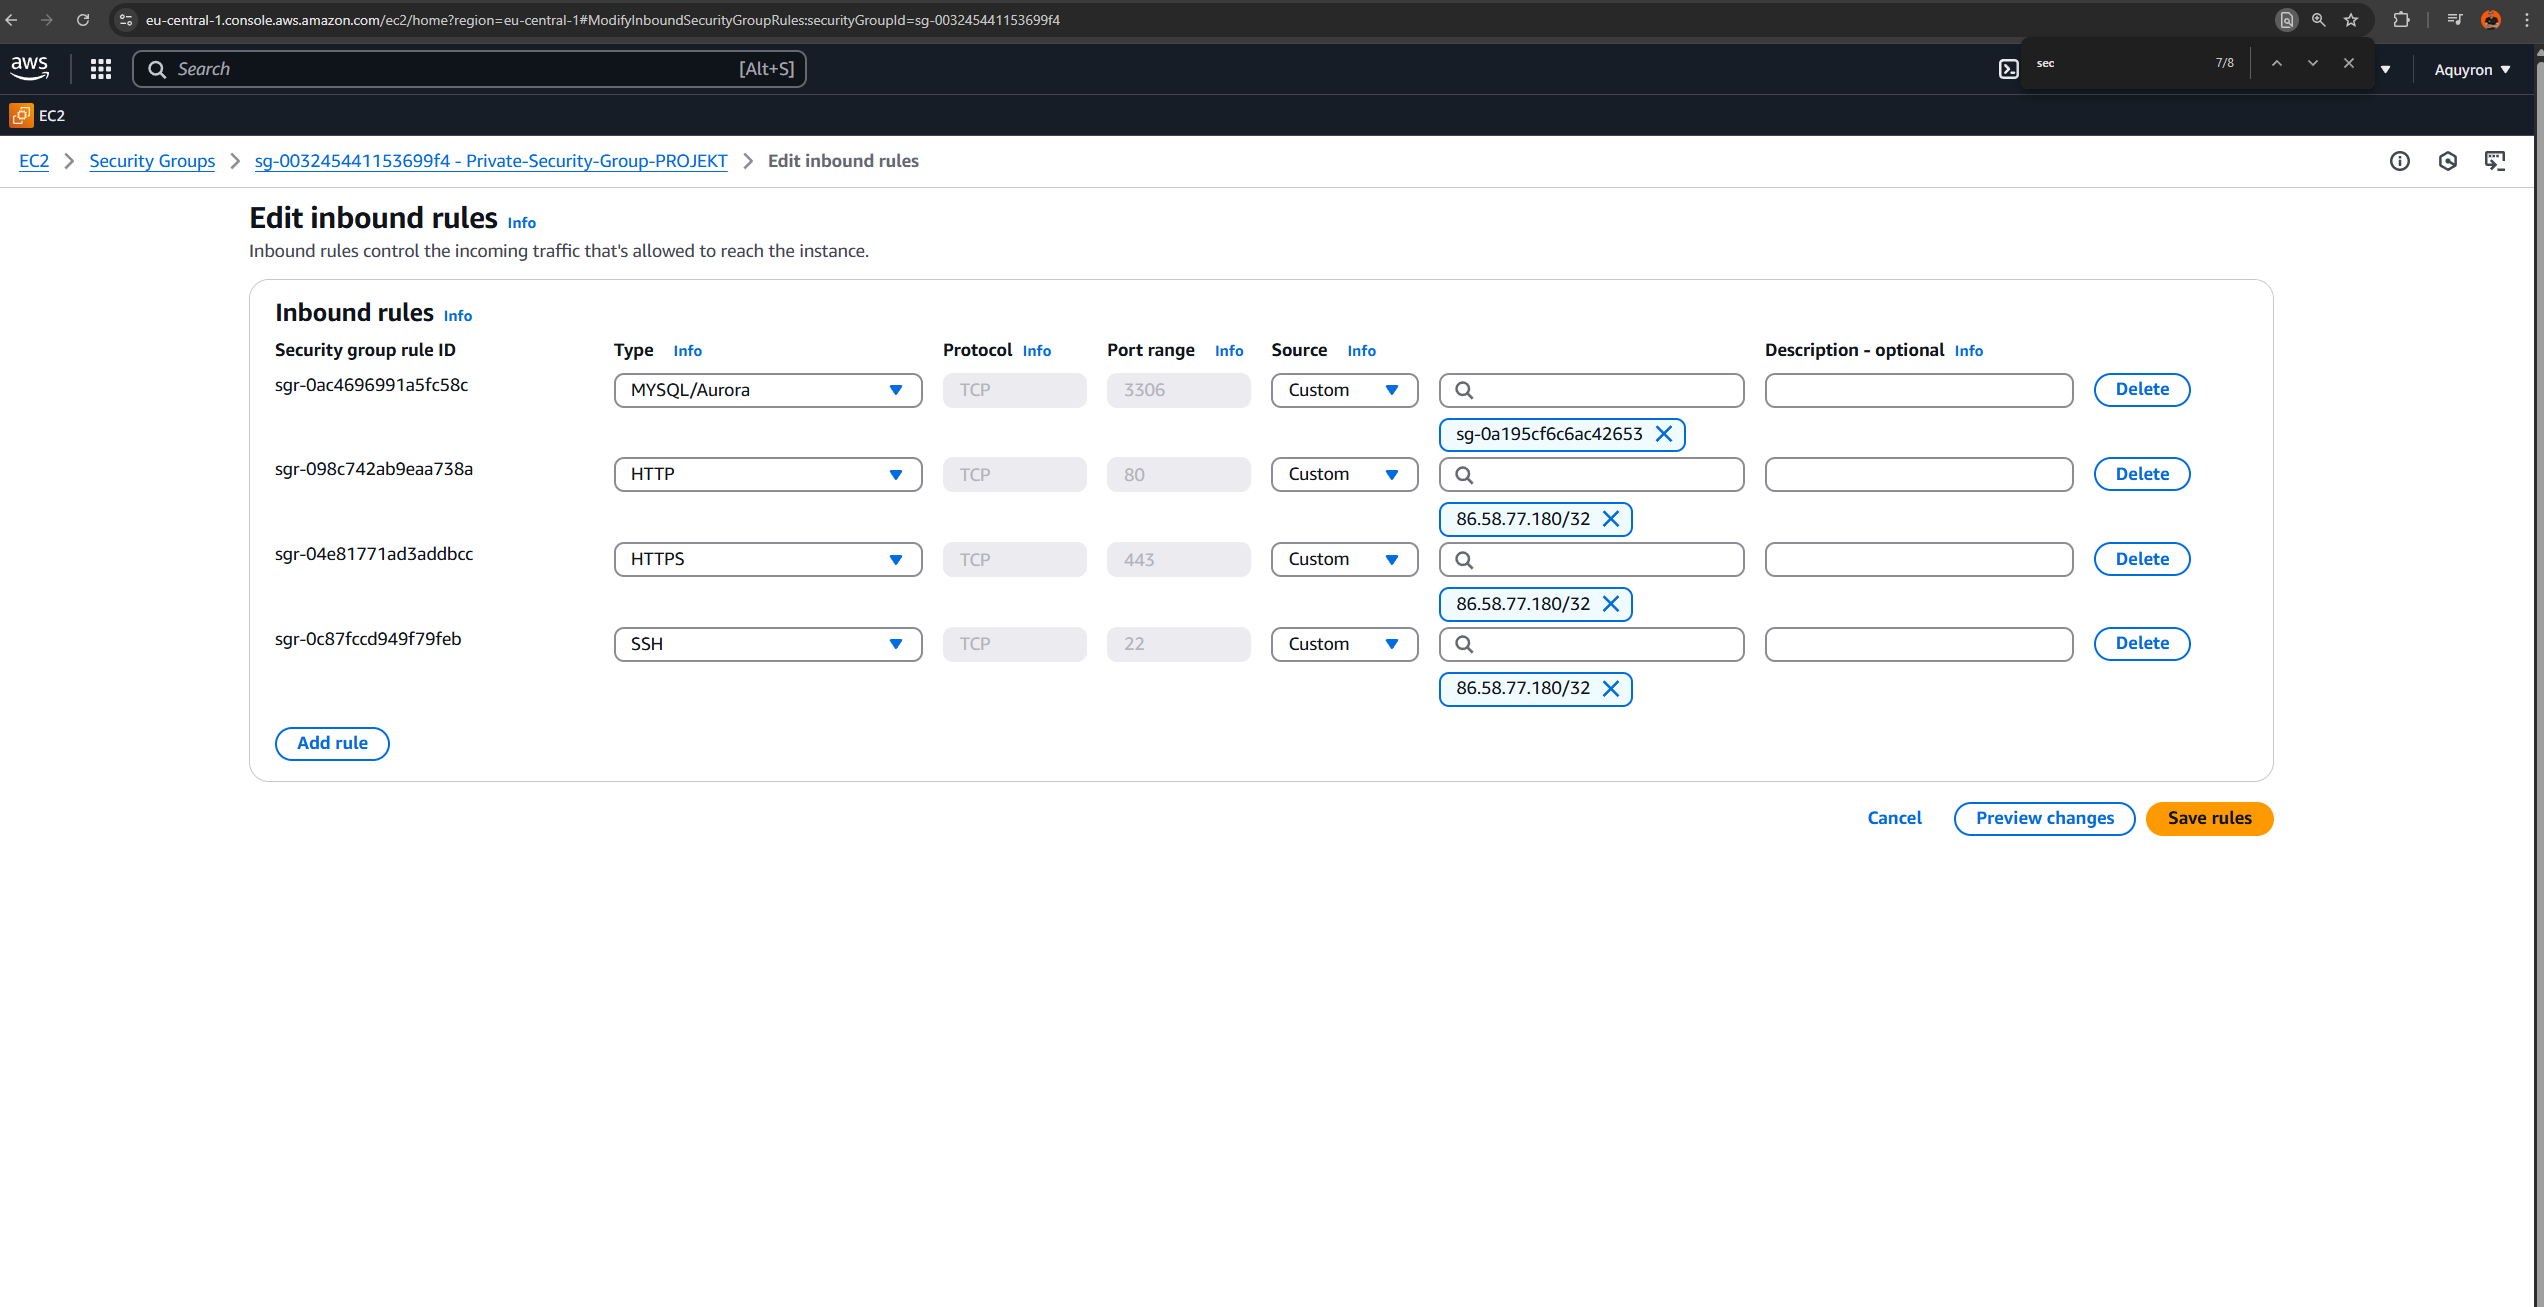 eu-central-1.console.aws.amazon.com/ec2/home?region=eu-central-1#ModifyInboundSecurityGroupRules:securityGroupId=sg-003245441153699f4
aws Search [Alt+S] sec 7/8 Aquyron
EC2
EC2 Security Groups sg-003245441153699f4 - Private-Security-Group-PROJEKT Edit inbound rules
Edit inbound rules Info
Inbound rules control the incoming traffic that's allowed to reach the instance.
Inbound rules Info
Security group rule ID Type Info Protocol Info Port range Info Source Info Description - optional Info
sgr-0ac4696991a5fc58c MYSQL/Aurora TCP 3306 Custom Delete
sg-0a195cf6c6ac42653
sgr-098c742ab9eaa738a HTTP TCP 80 Custom Delete
86.58.77.180/32
sgr-04e81771ad3addbcc HTTPS TCP 443 Custom Delete
86.58.77.180/32
sgr-0c87fccd949f79feb SSH TCP 22 Custom Delete
86.58.77.180/32
Add rule
Cancel Preview changes Save rules